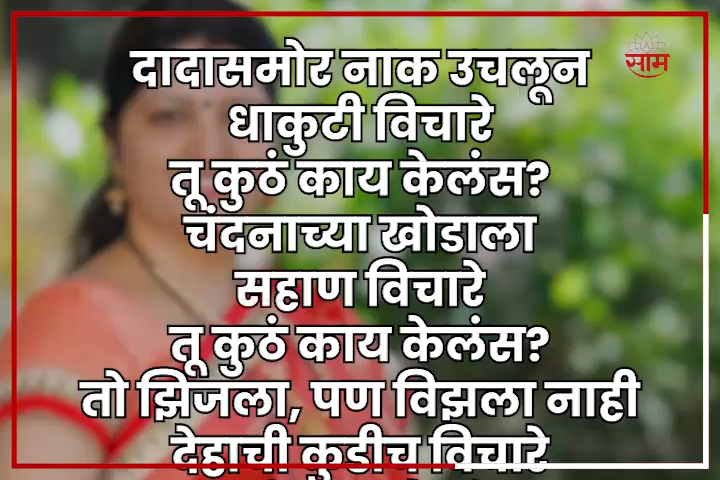 साम
दादासमोर नाक उचलून
धाकुटी विचारे
तू कुठं काय केलंस?
चंदनाच्या खोडाला
सहाण विचारे
तू कुठं काय केलंस?
तो झिजला, पण विझला नाही
देहाची कुडीच विचारे